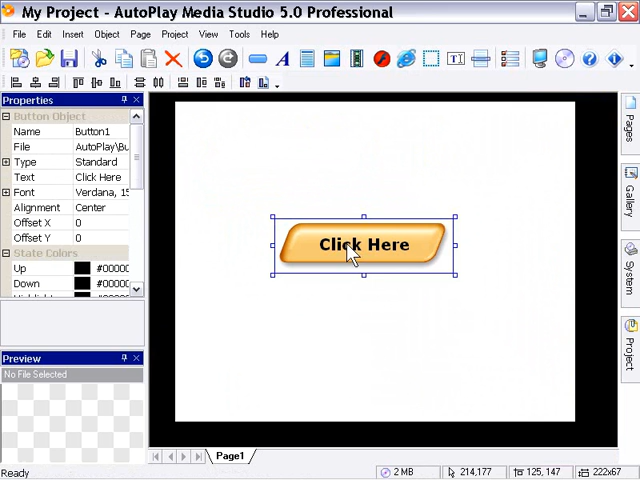 My Project - AutoPlay Media Studio 5.0 Professional
File Edit Insert Object Page Project View Tools Help
Properties
Button Object
Name Button1
File AutoPlay\Bu
Type Standard
Text Click Here
Font Verdana, 15
Alignment Center
Offset X 0
Offset Y 0
State Colors
Up #00000
Down #00000
#00000
Click Here
Pages
Gallery
System
Project
Preview
No File Selected
Page1
Ready
2 MB 214,177 125, 147 222x67